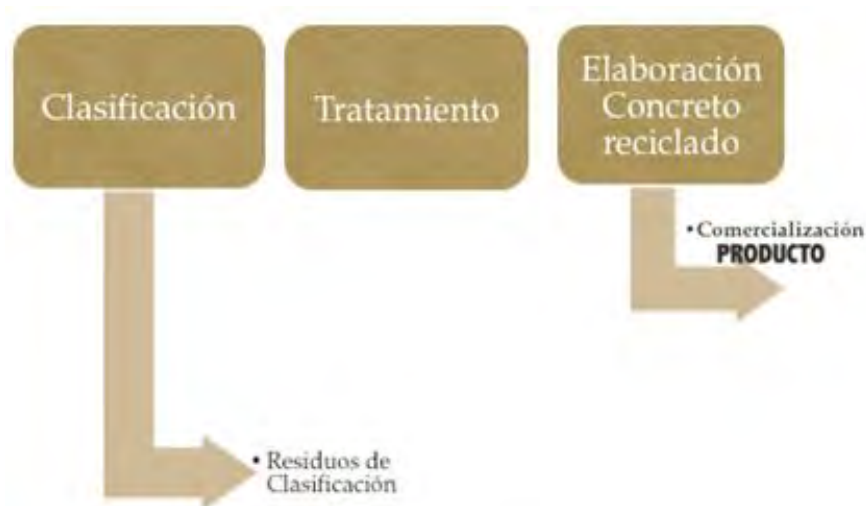 Clasificación
Tratamiento
Elaboración
Concreto
reciclado
• Comercialización
PRODUCTO
• Residuos de
Clasificación